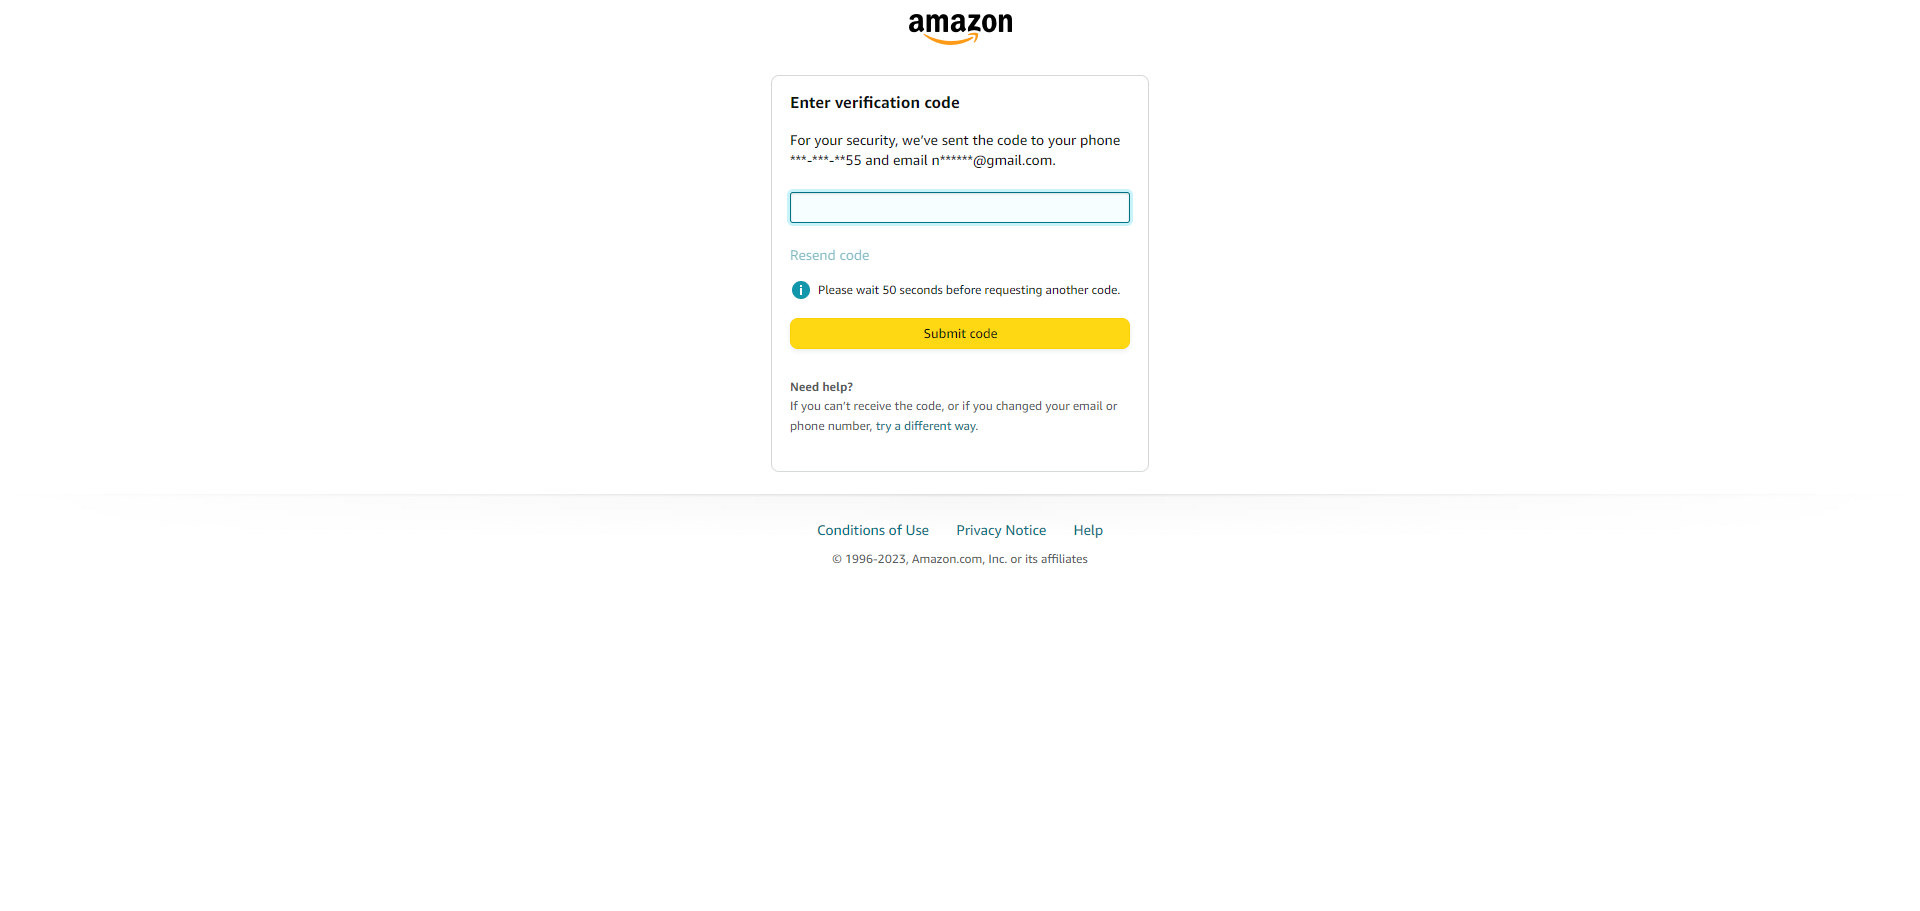 amazon
Enter verification code
For your security, we've sent the code to your phone
***-***-**55 and email n******@gmail.com.
Resend code
i Please wait 50 seconds before requesting another code.
Submit code
Need help?
If you can't receive the code, or if you changed your email or
phone number, try a different way.
Conditions of Use Privacy Notice Help
© 1996-2023, Amazon.com, Inc. or its affiliates